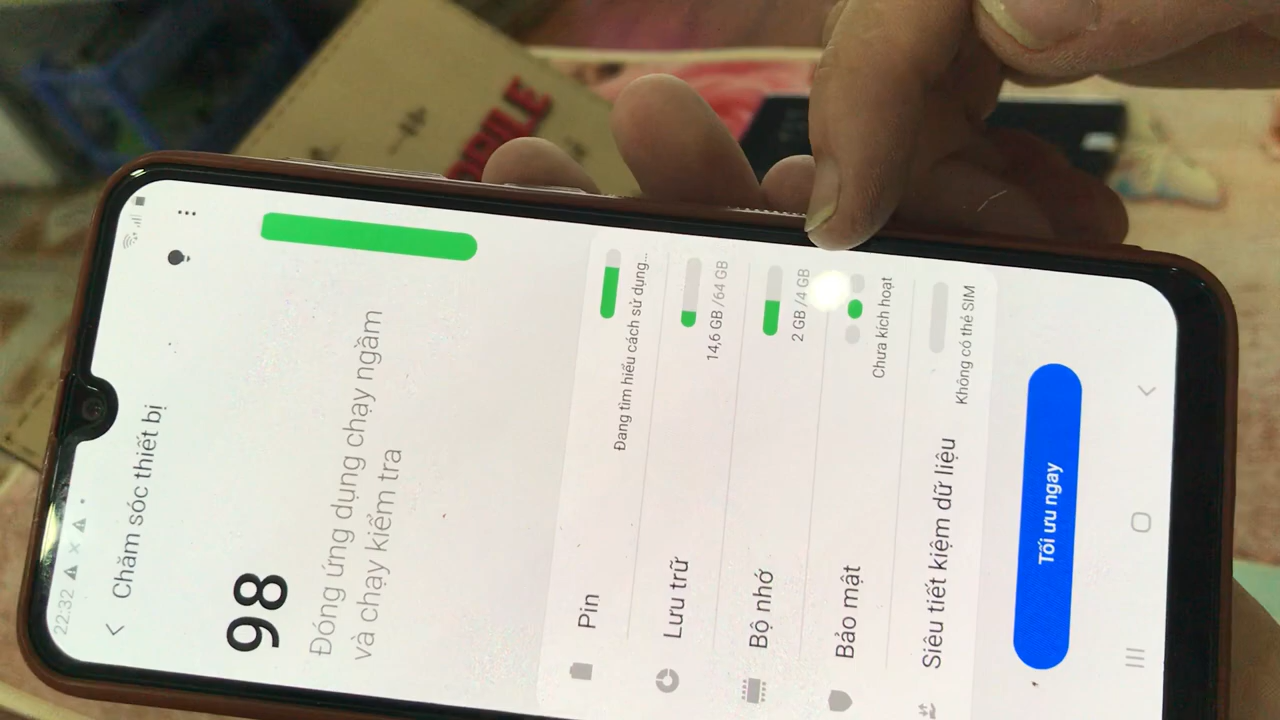 22:32
Chăm sóc thiết bị
98
Đóng ứng dụng chạy ngầm
và chạy kiểm tra
Pin
Đang tìm hiểu cách sử dụng...
Lưu trữ
14,6 GB /64 GB
Bộ nhớ
2 GB /4 GB
Bảo mật
Chưa kích hoạt
Siêu tiết kiệm dữ liệu
Không có thẻ SIM
Tối ưu ngay